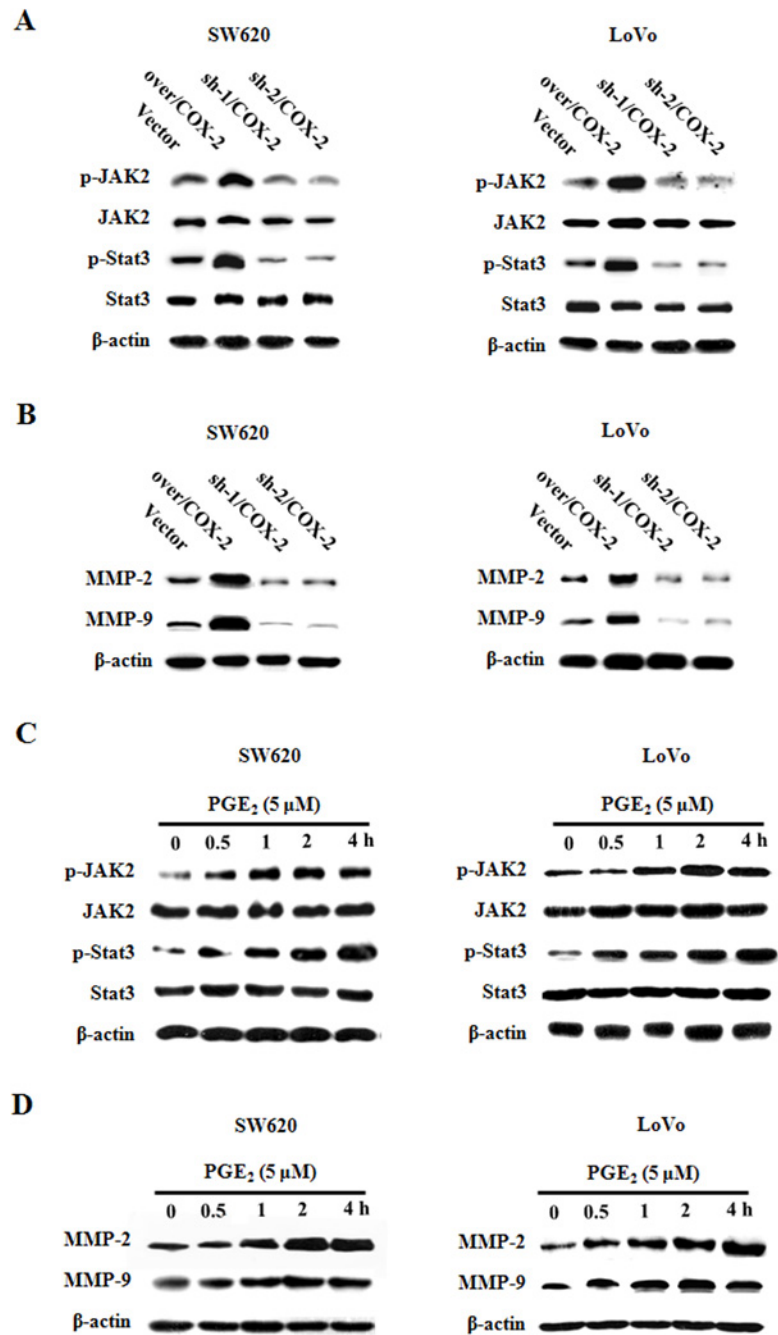 A
SW620 LoVo
Vector over/COX-2 sh-1/COX-2 sh-2/COX-2 Vector over/COX-2 sh-1/COX-2 sh-2/COX-2
p-JAK2 p-JAK2
JAK2 JAK2
p-Stat3 p-Stat3
Stat3 Stat3
β-actin β-actin
B
SW620 LoVo
Vector over/COX-2 sh-1/COX-2 sh-2/COX-2 Vector over/COX-2 sh-1/COX-2 sh-2/COX-2
MMP-2 MMP-2
MMP-9 MMP-9
β-actin β-actin
C
SW620 LoVo
PGE₂ (5 μM) PGE₂ (5 μM)
0 0.5 1 2 4 h 0 0.5 1 2 4 h
p-JAK2 p-JAK2
JAK2 JAK2
p-Stat3 p-Stat3
Stat3 Stat3
β-actin β-actin
D
SW620 LoVo
PGE₂ (5 μM) PGE₂ (5 μM)
0 0.5 1 2 4 h 0 0.5 1 2 4 h
MMP-2 MMP-2
MMP-9 MMP-9
β-actin β-actin